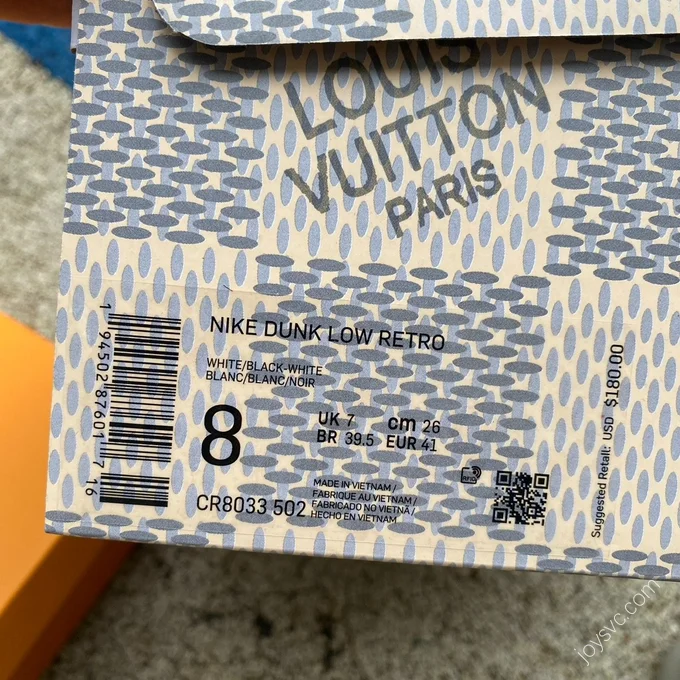 LOUIS
VUITTON
PARIS
NIKE DUNK LOW RETRO
WHITE/BLACK-WHITE
BLANC/BLANC/NOIR
8
UK 7 cm 26
BR 39.5 EUR 41
MADE IN VIETNAM /
FABRIQUE AU VIETNAM /
FABRICADO NO VIETNÃ /
HECHO EN VIETNAM
CR8033 502
RFID
Suggested Retail: USD $180.00
1 94502 87601 7 16
joysvc.com